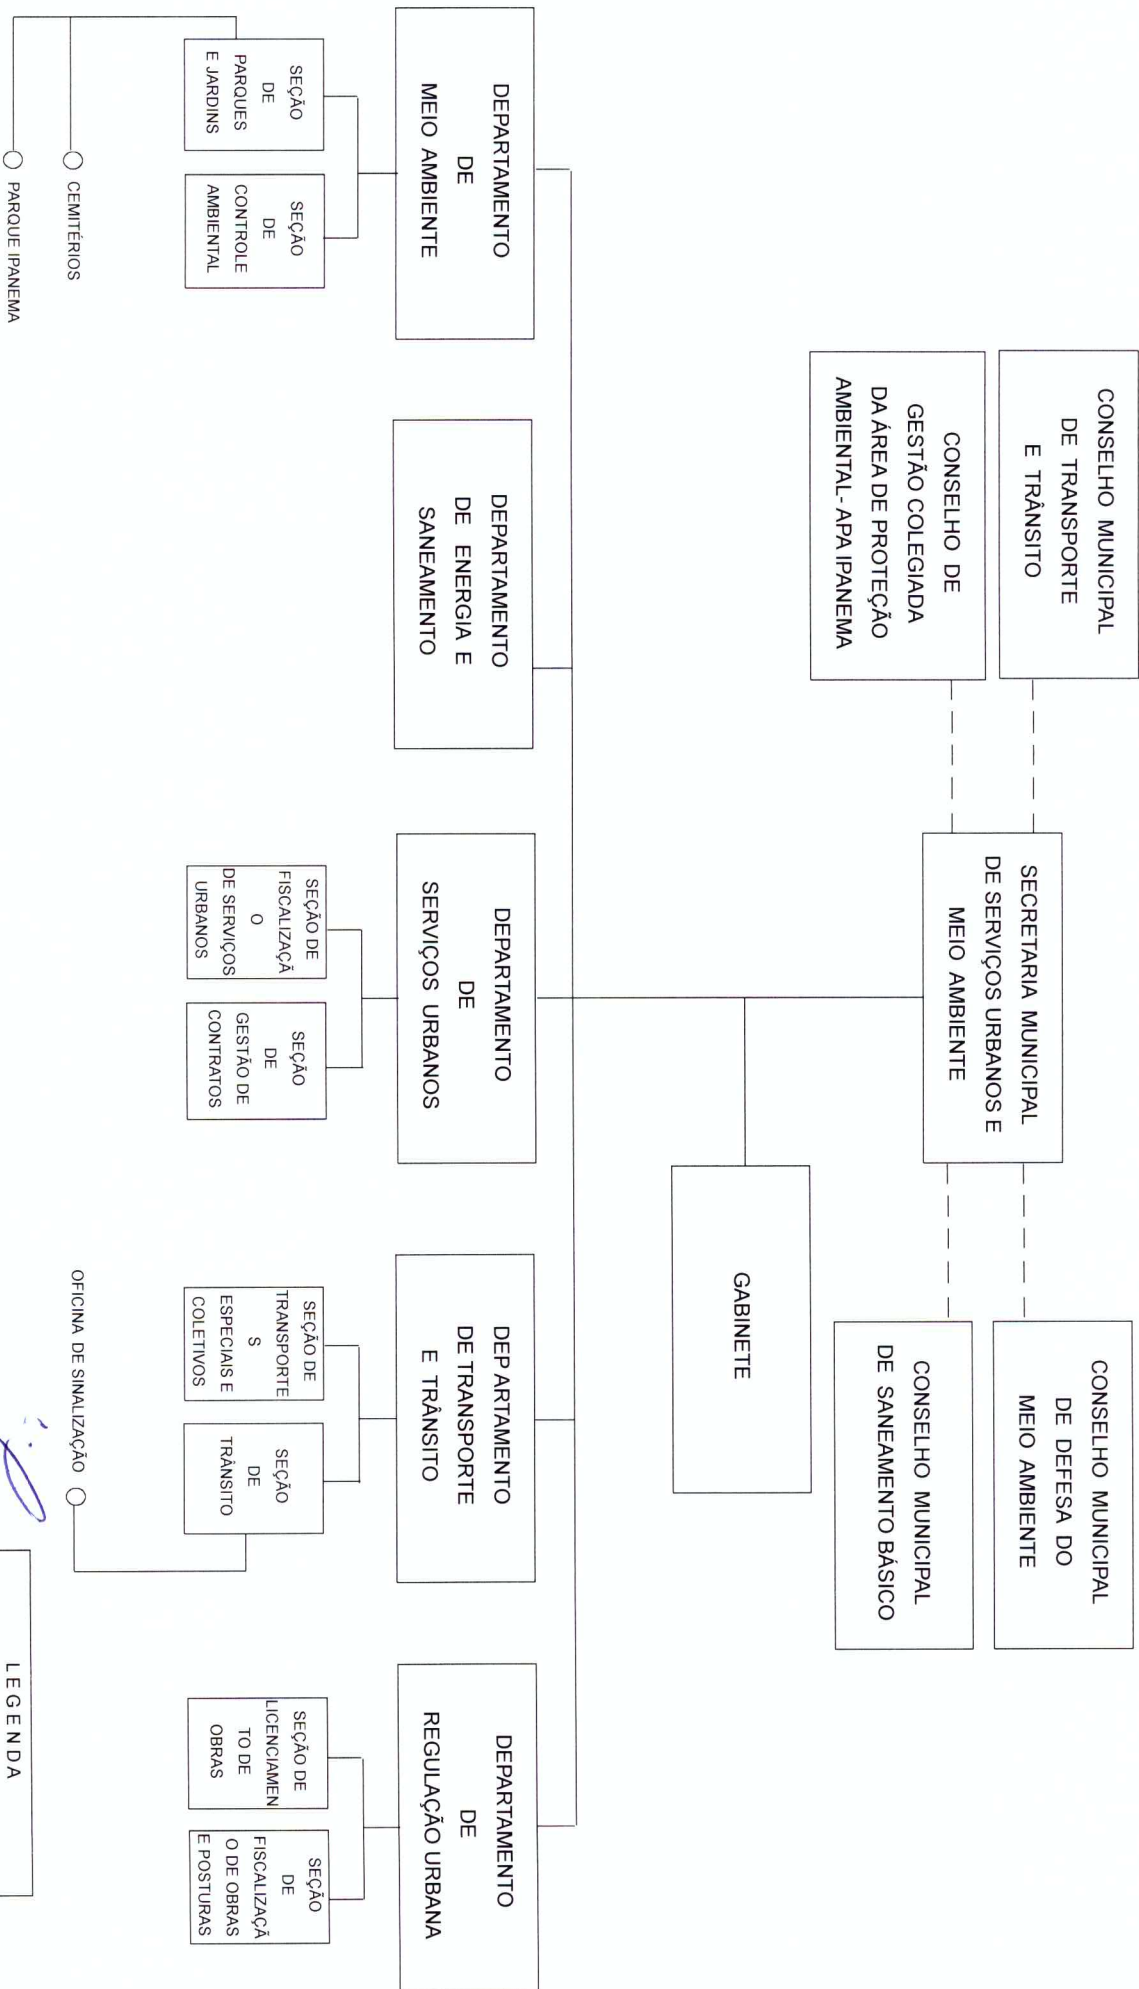 CONSELHO MUNICIPAL
DE TRANSPORTE
E TRÂNSITO
CONSELHO DE
GESTÃO COLEGIADA
DA ÁREA DE PROTEÇÃO
AMBIENTAL- APA IPANEMA
SECRETARIA MUNICIPAL
DE SERVIÇOS URBANOS E
MEIO AMBIENTE
CONSELHO MUNICIPAL
DE DEFESA DO
MEIO AMBIENTE
CONSELHO MUNICIPAL
DE SANEAMENTO BÁSICO
GABINETE
DEPARTAMENTO
DE
MEIO AMBIENTE
DEPARTAMENTO
DE ENERGIA E
SANEAMENTO
DEPARTAMENTO
DE
SERVIÇOS URBANOS
DEPARTAMENTO
DE TRANSPORTE
E TRÂNSITO
DEPARTAMENTO
DE
REGULAÇÃO URBANA
SEÇÃO
DE
PARQUES
E JARDINS
SEÇÃO
DE
CONTROLE
AMBIENTAL
SEÇÃO DE
FISCALIZAÇÃ
O
DE SERVIÇOS
URBANOS
SEÇÃO
DE
GESTÃO DE
CONTRATOS
SEÇÃO DE
TRANSPORTE
S
ESPECIAIS E
COLETIVOS
SEÇÃO
DE
TRÂNSITO
SEÇÃO DE
LICENCIAMEN
TO DE
OBRAS
SEÇÃO
DE
FISCALIZAÇÃ
O DE OBRAS
E POSTURAS
CEMITÉRIOS
PARQUE IPANEMA
OFICINA DE SINALIZAÇÃO
LEGENDA